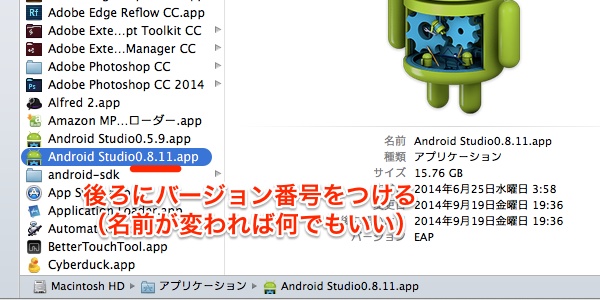 Adobe Edge Reflow CC.app
Adobe Exte...pt Toolkit CC
Adobe Exte...Manager CC
Adobe Photoshop CC
Adobe Photoshop CC 2014
Alfred 2.app
Amazon MP...ローダー.app
Android Studio0.5.9.app
Android Studio0.8.11.app
android-sdk
App Sy
Application Loader.app
Automat
BetterTouchTool.app
Cyberduck.app
後ろにバージョン番号をつける
（名前が変われば何でもいい）
名前 Android Studio0.8.11.app
種類 アプリケーション
サイズ 15.76 GB
2014年6月25日水曜日 3:58
2014年9月19日金曜日 19:36
2014年9月19日金曜日 19:36
バージョン EAP
Macintosh HD ▸ アプリケーション ▸ Android Studio0.8.11.app